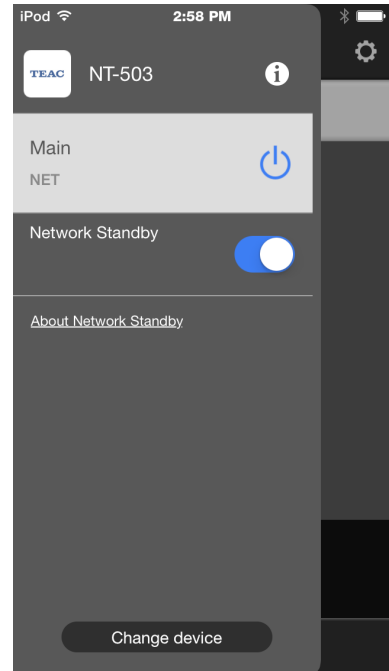 iPod 2:58 PM
TEAC NT-503
Main
NET
Network Standby
About Network Standby
Change device